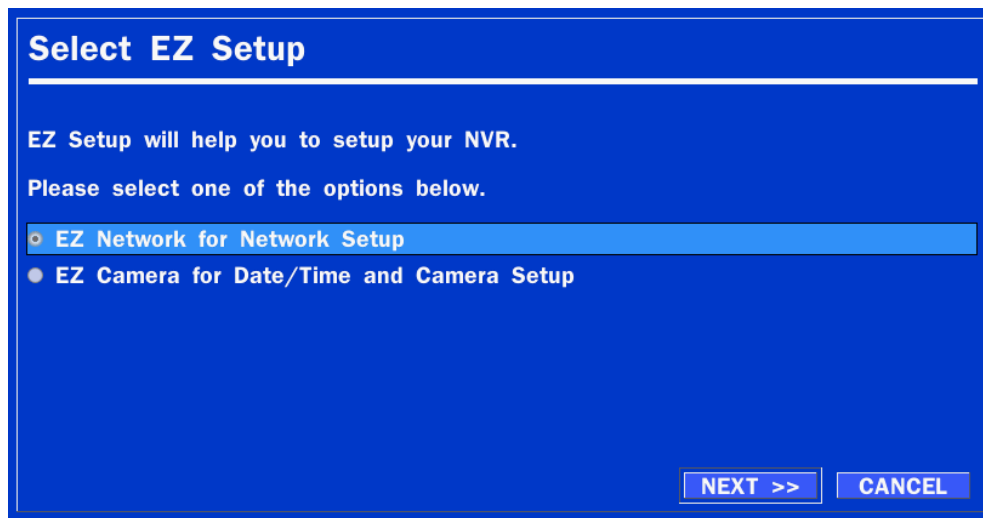 Select EZ Setup
EZ Setup will help you to setup your NVR.
Please select one of the options below.
EZ Network for Network Setup
EZ Camera for Date/Time and Camera Setup
NEXT >> CANCEL